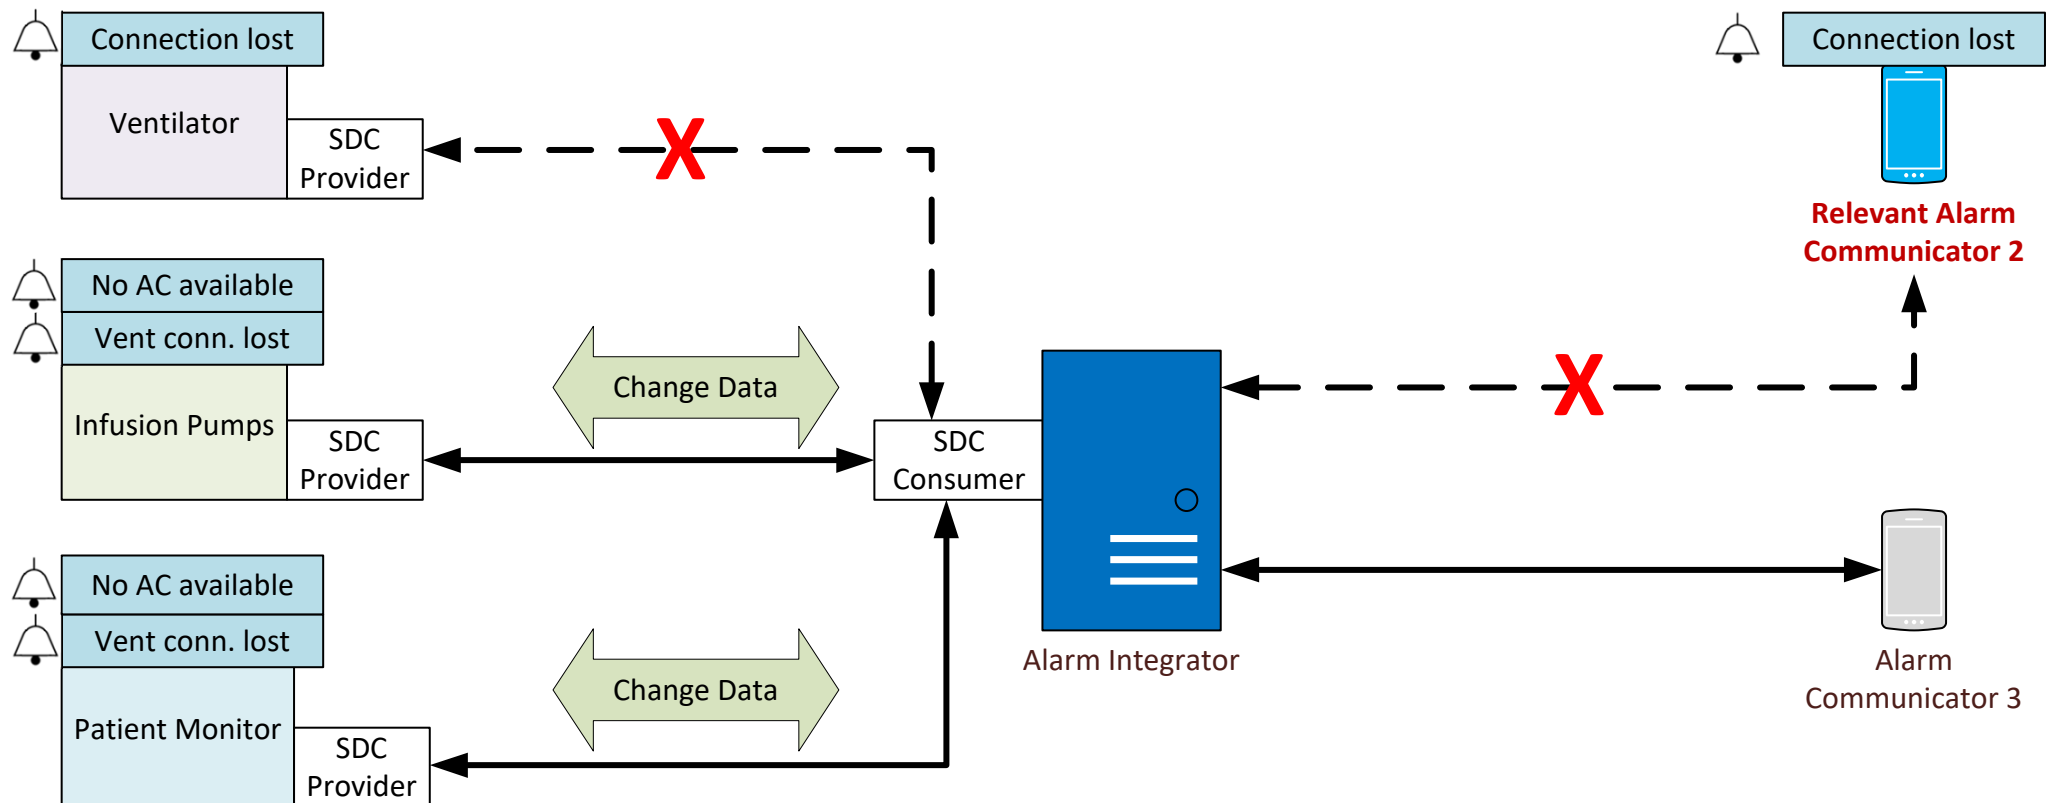 Connection lost
Ventilator
SDC
Provider
X
Connection lost
Relevant Alarm
Communicator 2
No AC available
Vent conn. lost
Infusion Pumps
SDC
Provider
Change Data
SDC
Consumer
X
No AC available
Vent conn. lost
Patient Monitor
SDC
Provider
Change Data
Alarm Integrator
Alarm
Communicator 3